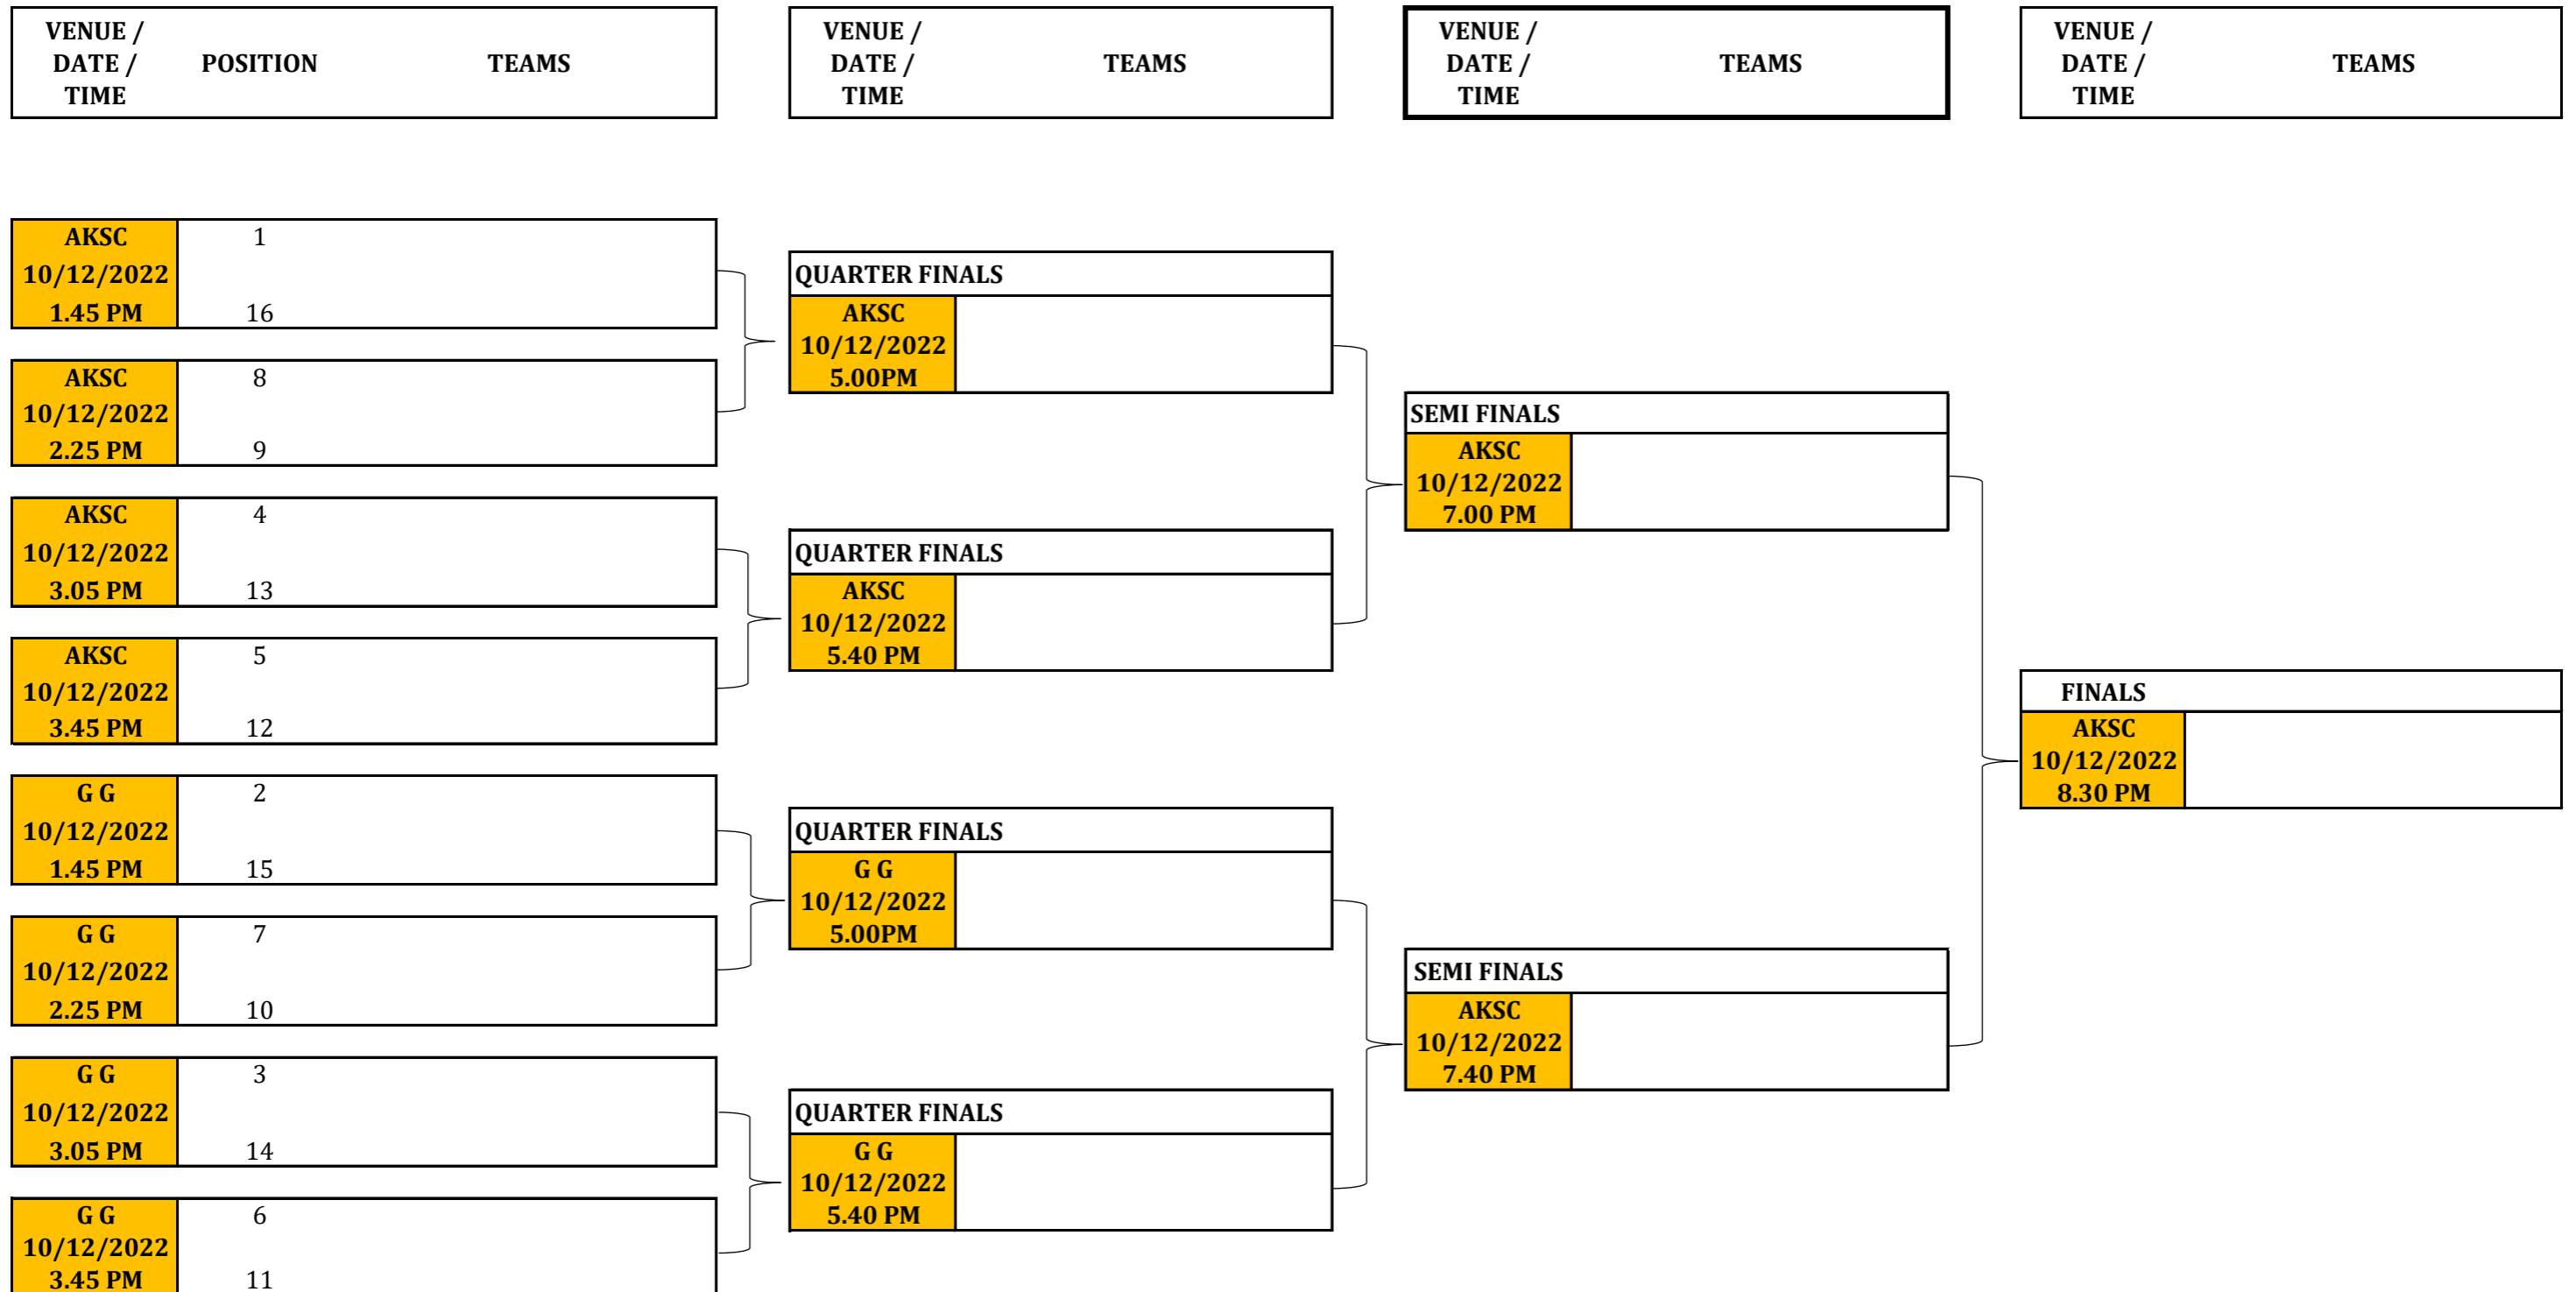 VENUE /
DATE / POSITION TEAMS
TIME
VENUE /
DATE / TEAMS
TIME
VENUE /
DATE / TEAMS
TIME
VENUE /
DATE / TEAMS
TIME
AKSC 1
10/12/2022
1.45 PM 16
AKSC 8
10/12/2022
2.25 PM 9
AKSC 4
10/12/2022
3.05 PM 13
AKSC 5
10/12/2022
3.45 PM 12
G G 2
10/12/2022
1.45 PM 15
G G 7
10/12/2022
2.25 PM 10
G G 3
10/12/2022
3.05 PM 14
G G 6
10/12/2022
3.45 PM 11
QUARTER FINALS
AKSC
10/12/2022
5.00PM
QUARTER FINALS
AKSC
10/12/2022
5.40 PM
QUARTER FINALS
G G
10/12/2022
5.00PM
QUARTER FINALS
G G
10/12/2022
5.40 PM
SEMI FINALS
AKSC
10/12/2022
7.00 PM
SEMI FINALS
AKSC
10/12/2022
7.40 PM
FINALS
AKSC
10/12/2022
8.30 PM